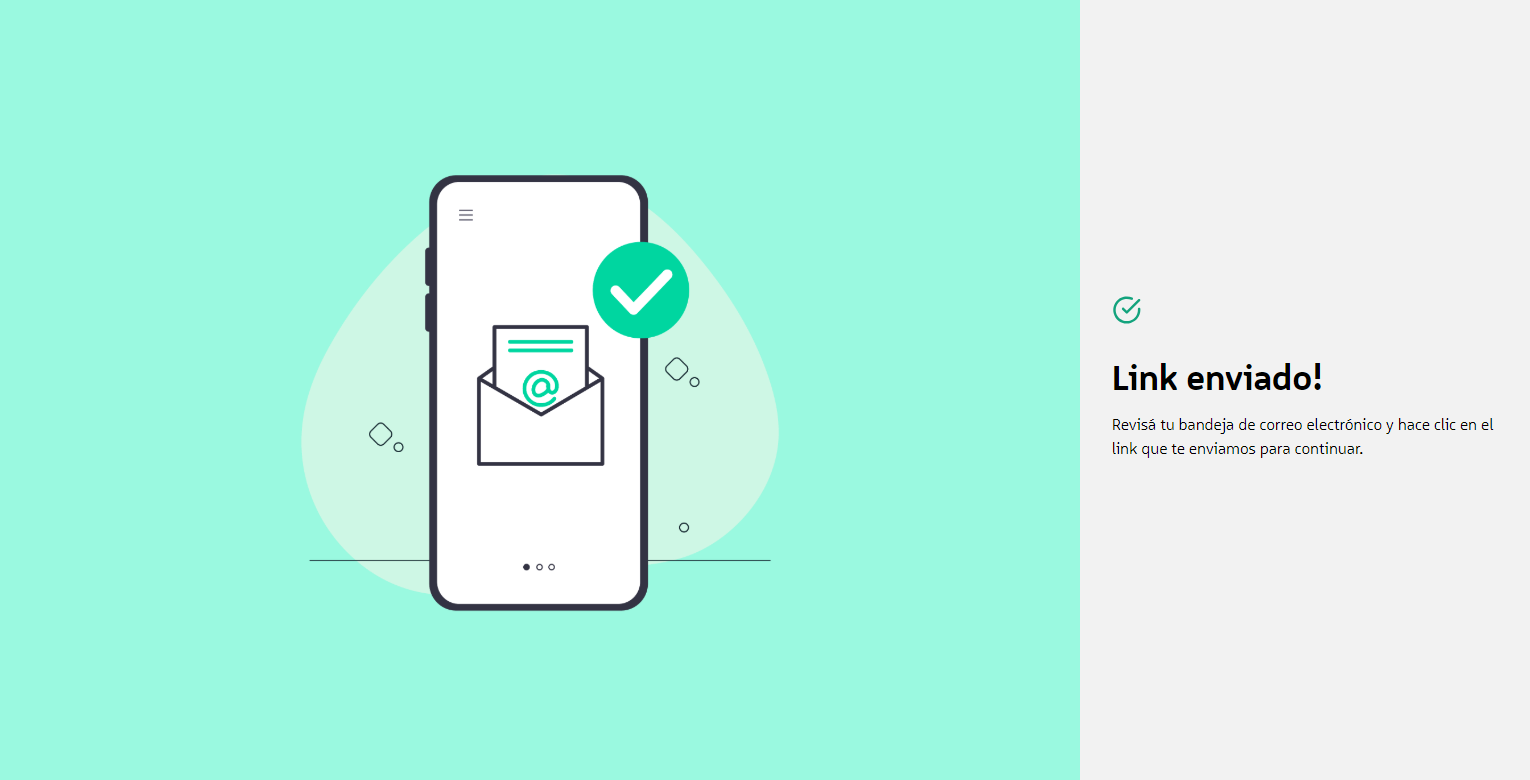 Link enviado!
Revisá tu bandeja de correo electrónico y hace clic en el
link que te enviamos para continuar.